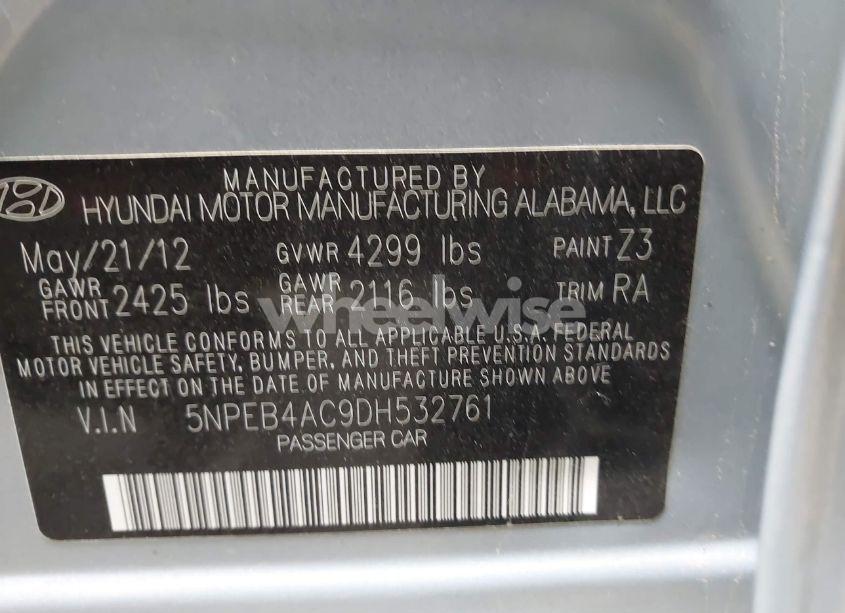 MANUFACTURED BY
HYUNDAI MOTOR MANUFACTURING ALABAMA, LLC
May/21/12 GVWR 4299 lbs PAINT Z3
GAWR FRONT 2425 lbs GAWR REAR 2116 lbs TRIM RA
wheelwise
THIS VEHICLE CONFORMS TO ALL APPLICABLE U.S.A. FEDERAL
MOTOR VEHICLE SAFETY, BUMPER, AND THEFT PREVENTION STANDARDS
IN EFFECT ON THE DATE OF MANUFACTURE SHOWN ABOVE.
V.I.N 5NPEB4AC9DH532761
PASSENGER CAR